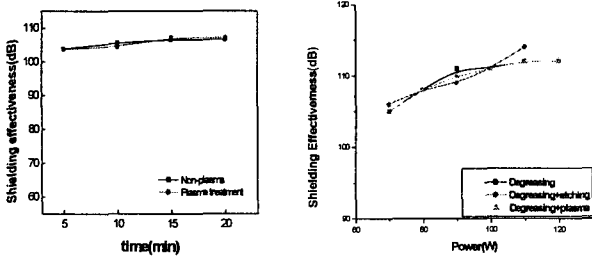 Shielding effectiveness(dB)
110
100
90
80
70
60
5
10
15
20
time(min)
Non-plasma
Plasma treatment
Shielding Effectiveness(dB)
120
110
100
90
60
80
100
120
Power(W)
Degreasing
Degreasing+etching
Degreasing+plasma